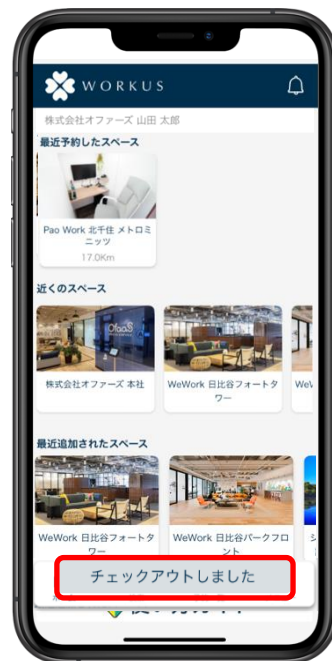 WORKUS
株式会社オファーズ 山田 太郎
最近予約したスペース
Pao Work 北千住 メトロミ
ニッツ
17.0Km
近くのスペース
OfaaS
株式会社オファーズ 本社
WeWork 日比谷フォートタ
ワー
最近追加されたスペース
WeWork 日比谷フォートタ
ワー
WeWork 日比谷パークフロ
ント
チェックアウトしました